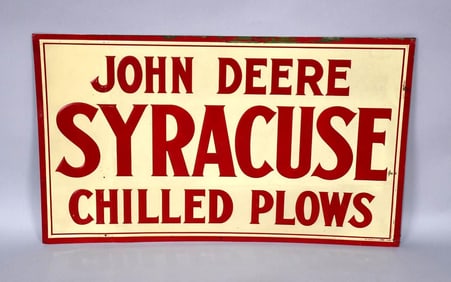 JOHN DEERE
SYRACUSE
CHILLED PLOWS